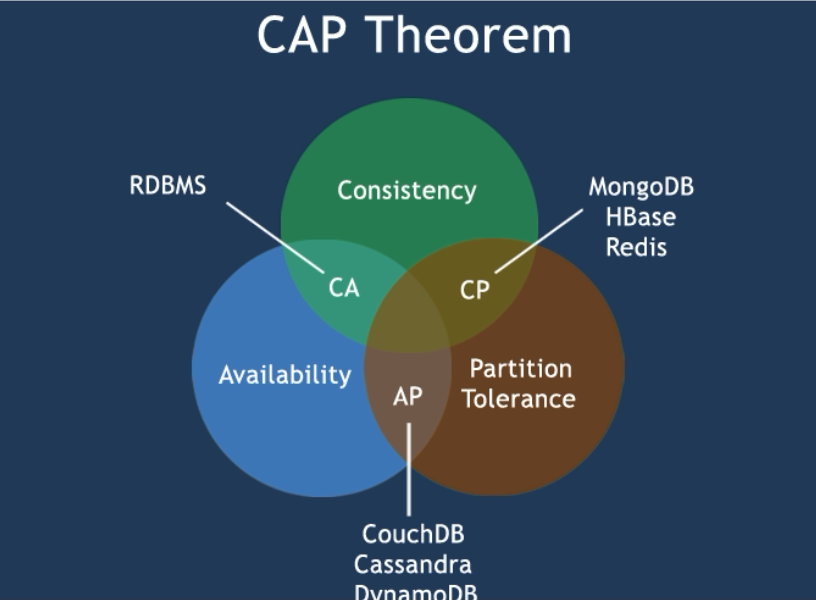 CAP Theorem
RDBMS
Consistency
MongoDB
HBase
Redis
CA
CP
Availability
Partition
Tolerance
AP
CouchDB
Cassandra
DynamoDB